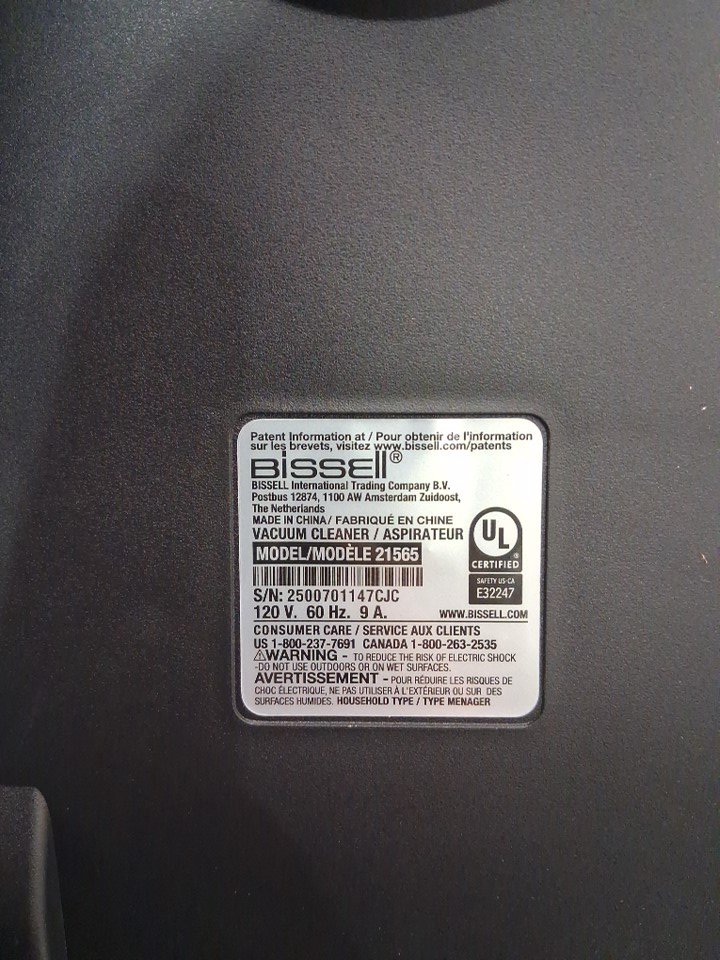 Patent Information at / Pour obtenir de l'information
sur les brevets, visitez www.bissell.com/patents
BISSELL®
BISSELL International Trading Company B.V.
Postbus 12874, 1100 AW Amsterdam Zuidoost,
The Netherlands
MADE IN CHINA / FABRIQUÉ EN CHINE
VACUUM CLEANER / ASPIRATEUR
MODEL/MODÈLE 21565
S/N: 2500701147CJC
120 V. 60 Hz. 9 A.
UL®
CERTIFIED
SAFETY US-CA
E32247
WWW.BISSELL.COM
CONSUMER CARE / SERVICE AUX CLIENTS
US 1-800-237-7691 CANADA 1-800-263-2535
⚠WARNING - TO REDUCE THE RISK OF ELECTRIC SHOCK
-DO NOT USE OUTDOORS OR ON WET SURFACES.
AVERTISSEMENT - POUR RÉDUIRE LES RISQUES DE
CHOC ÉLECTRIQUE, NE PAS UTILISER À L'EXTÉRIEUR OU SUR DES
SURFACES HUMIDES. HOUSEHOLD TYPE / TYPE MENAGER